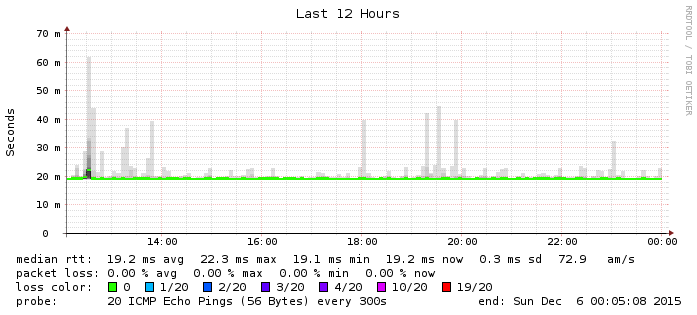 Last 12 Hours
RRDTOOL / TOBI OETIKER
Seconds
70 m
60 m
50 m
40 m
30 m
20 m
10 m
0
14:00 16:00 18:00 20:00 22:00 00:00
median rtt: 19.2 ms avg 22.3 ms max 19.1 ms min 19.2 ms now 0.3 ms sd 72.9 am/s
packet loss: 0.00 % avg 0.00 % max 0.00 % min 0.00 % now
loss color: 0 1/20 2/20 3/20 4/20 10/20 19/20
probe: 20 ICMP Echo Pings (56 Bytes) every 300s end: Sun Dec 6 00:05:08 2015